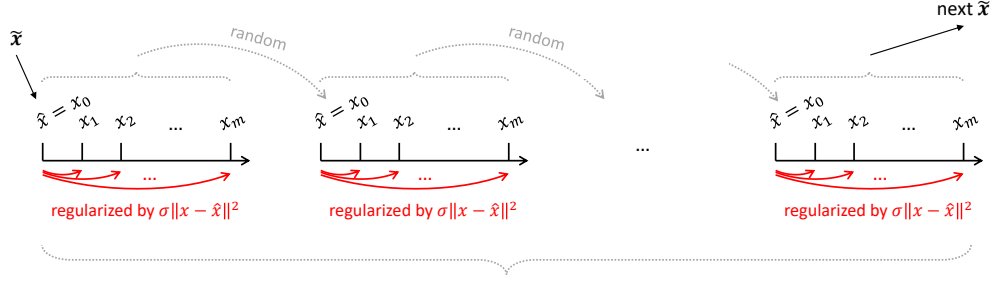 next x̃
x̃
random
random
x̂ = x₀ x₁ x₂ ... xₘ
x̂ = x₀ x₁ x₂ ... xₘ
...
x̂ = x₀ x₁ x₂ ... xₘ
...
...
...
regularized by σ‖x − x̂‖²
regularized by σ‖x − x̂‖²
regularized by σ‖x − x̂‖²